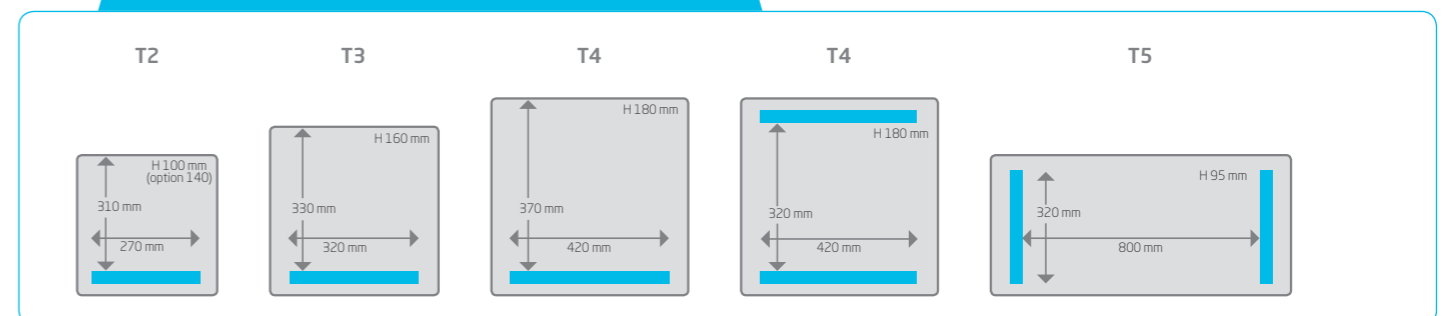 T2
T3
T4
T4
T5
H 100 mm
(option 140)
310 mm
270 mm
H 160 mm
330 mm
320 mm
H 180 mm
370 mm
420 mm
H 180 mm
320 mm
420 mm
H 95 mm
320 mm
800 mm